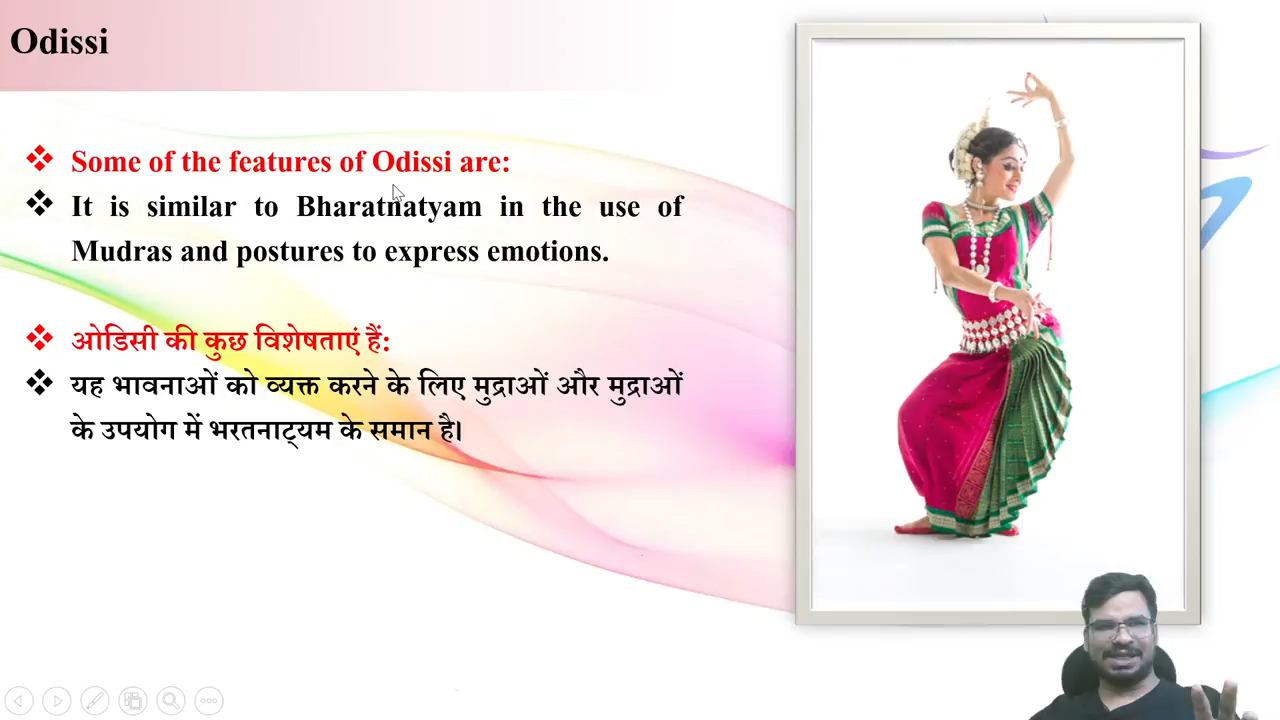 Odissi
Some of the features of Odissi are:
It is similar to Bharatnatyam in the use of
Mudras and postures to express emotions.
ओडिसी की कुछ विशेषताएं हैं:
यह भावनाओं को व्यक्त करने के लिए मुद्राओं और मुद्राओं
के उपयोग में भरतनाट्यम के समान है।